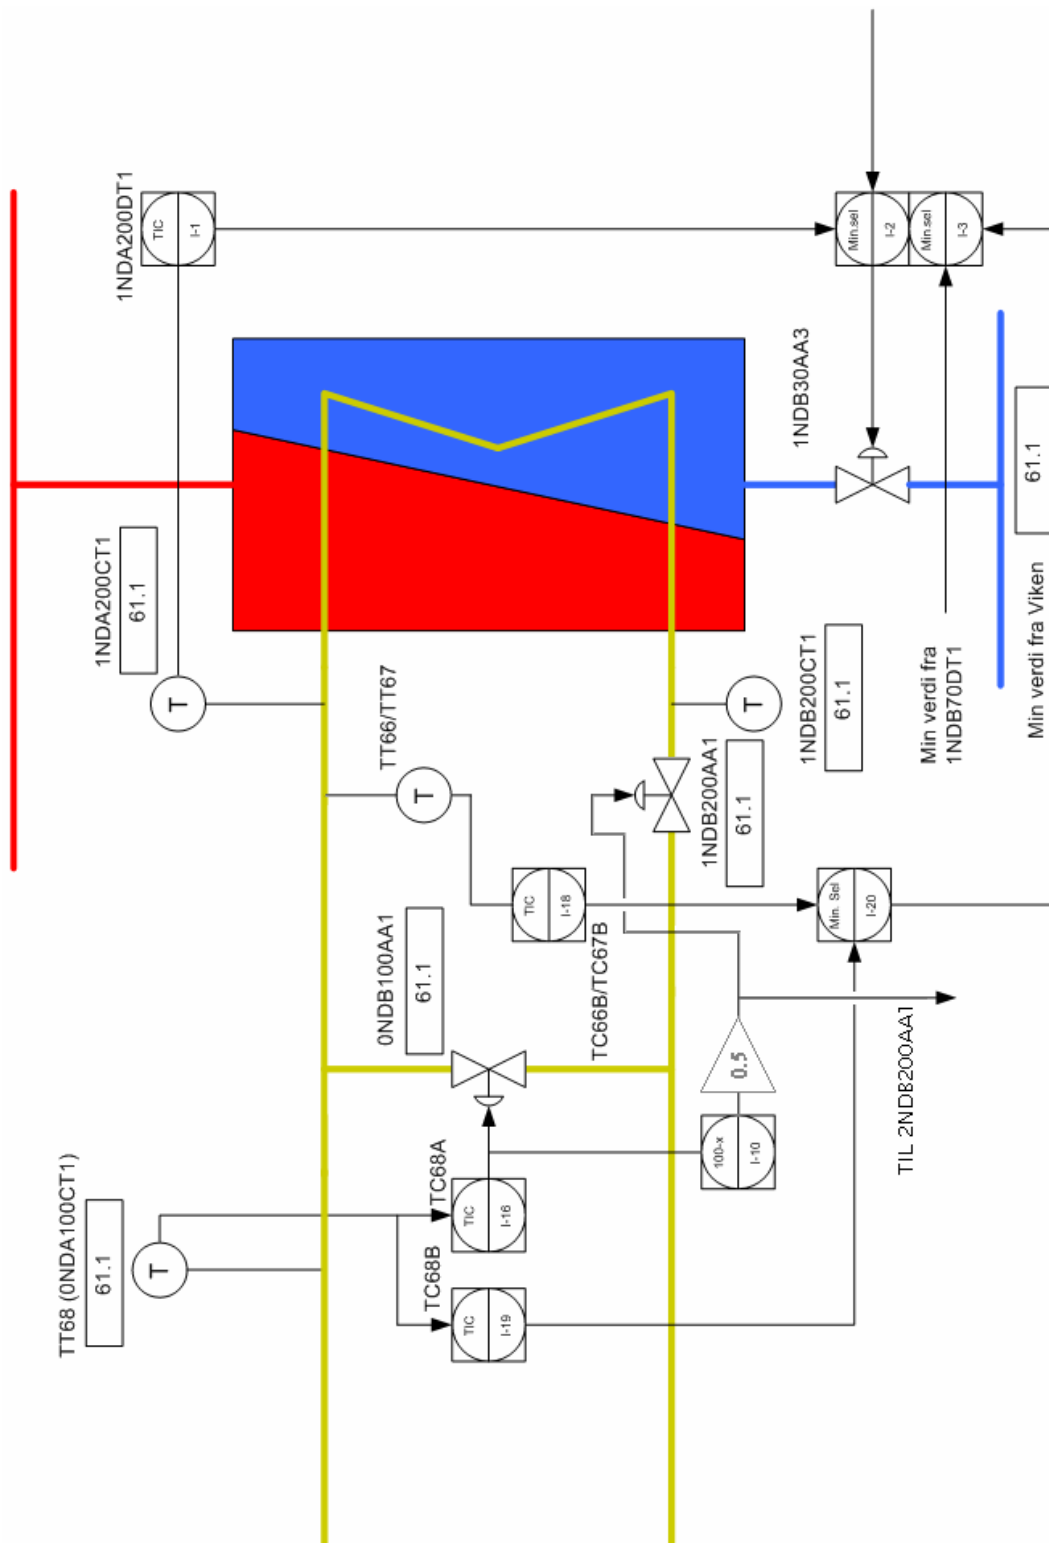 TT68 (0NDA100CT1)
61.1
T
TC68B
TIC
I-19
TC68A
TIC
I-16
0NDB100AA1
61.1
100-x
I-10
0.5
TIL 2NDB200AA1
TC66B/TC67B
TIC
I-18
TT66/TT67
T
Min. Sel
I-20
1NDB200AA1
61.1
1NDB200CT1
61.1
T
1NDA200CT1
61.1
T
1NDA200DT1
TIC
I-1
1NDB30AA3
Min.sel
I-2
Min.sel
I-3
Min verdi fra
1NDB70DT1
Min verdi fra Viken
61.1